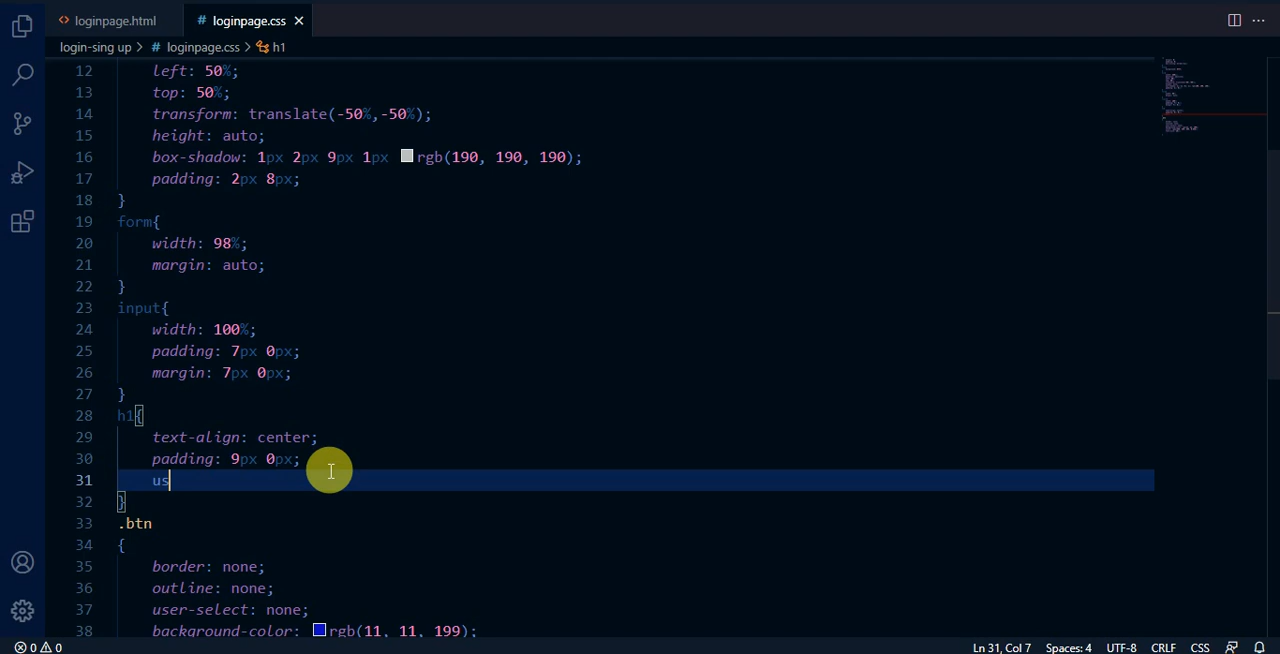 <> loginpage.html # loginpage.css ×
login-sing up > # loginpage.css > h1
12 left: 50%;
13 top: 50%;
14 transform: translate(-50%,-50%);
15 height: auto;
16 box-shadow: 1px 2px 9px 1px rgb(190, 190, 190);
17 padding: 2px 8px;
18 }
19 form{
20 width: 98%;
21 margin: auto;
22 }
23 input{
24 width: 100%;
25 padding: 7px 0px;
26 margin: 7px 0px;
27 }
28 h1{
29 text-align: center;
30 padding: 9px 0px;
31 us
32 }
33 .btn
34 {
35 border: none;
36 outline: none;
37 user-select: none;
38 background-color: rgb(11, 11, 199);
0 0 Ln 31, Col 7 Spaces: 4 UTF-8 CRLF CSS